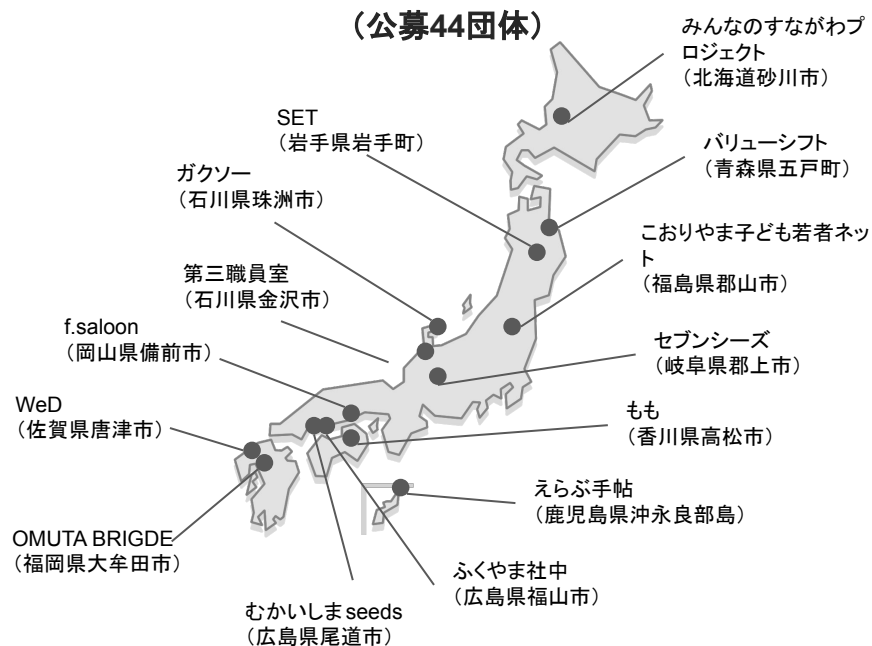 （公募44団体）
みんなのすながわプ
ロジェクト
（北海道砂川市）
SET
（岩手県岩手町）
バリューシフト
（青森県五戸町）
ガクソー
（石川県珠洲市）
こおりやま子ども若者ネッ
ト
（福島県郡山市）
第三職員室
（石川県金沢市）
f.saloon
（岡山県備前市）
セブンシーズ
（岐阜県郡上市）
WeD
（佐賀県唐津市）
もも
（香川県高松市）
えらぶ手帖
（鹿児島県沖永良部島）
OMUTA BRIGDE
（福岡県大牟田市）
ふくやま社中
（広島県福山市）
むかいしまseeds
（広島県尾道市）